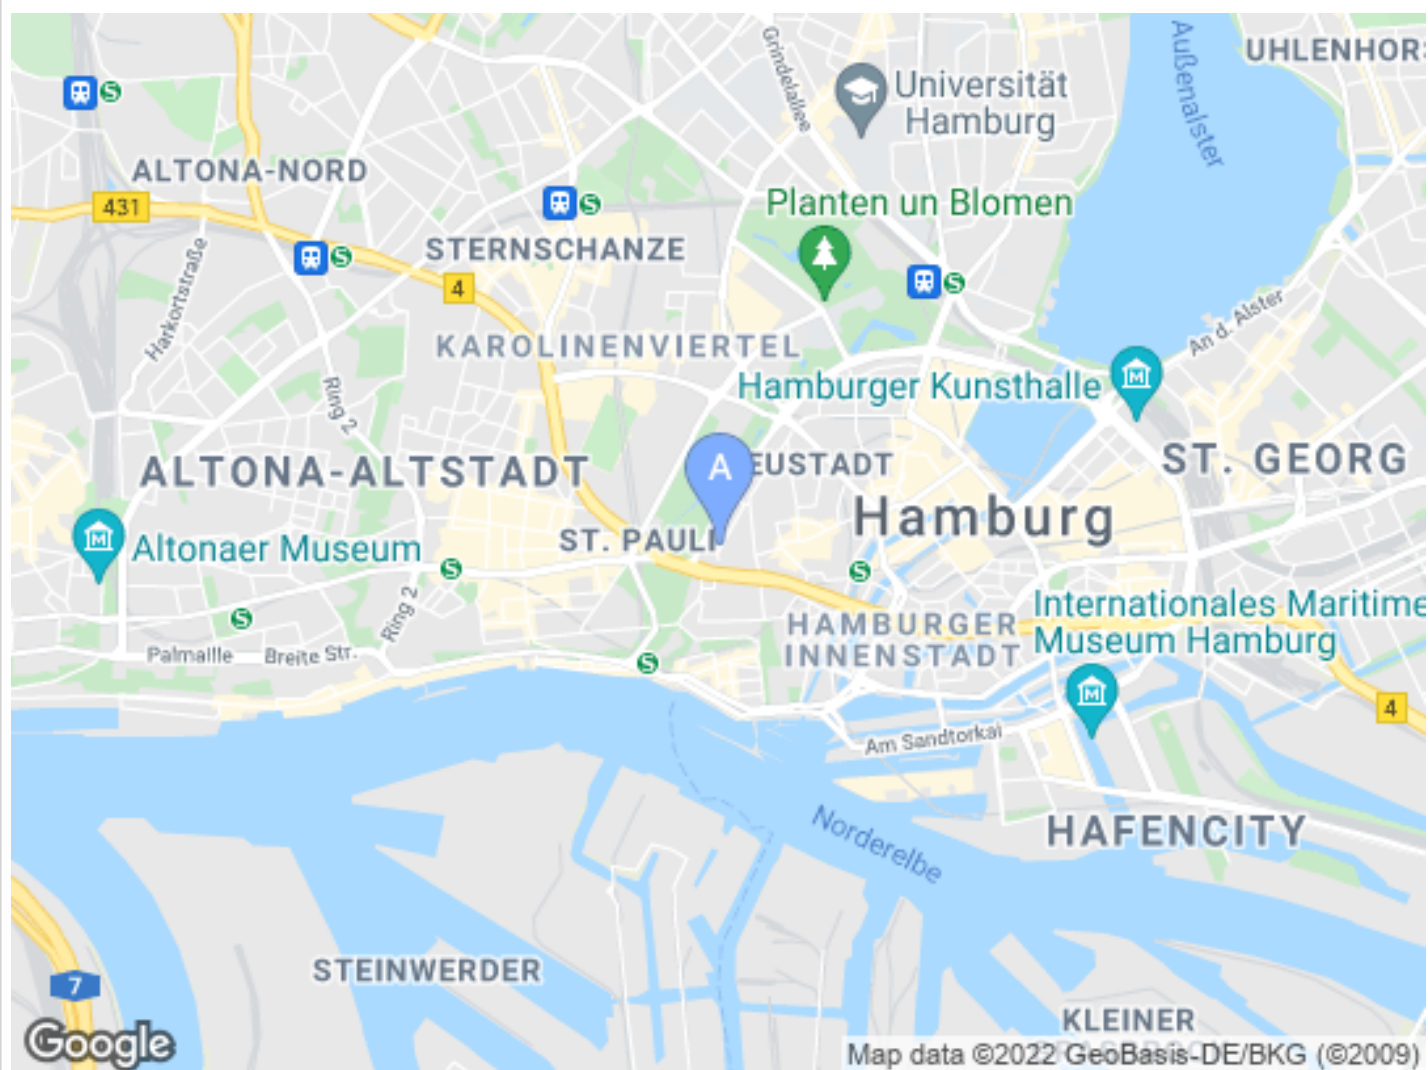 UHLENHOR
Grindelallee
Außenalster
Universität
Hamburg
S
ALTONA-NORD
431
S
Planten un Blomen
STERNSCHANZE
S
S
4
Harkortstraße
An d. Alster
KAROLINENVIERTEL
Hamburger Kunsthalle
Ring 2
ALTONA-ALTSTADT
A
EUSTADT
ST. GEORG
Hamburg
ST. PAULI
Altonaer Museum
S
S
Ring 2
S
Internationales Maritime
Museum Hamburg
HAMBURGER
INNENSTADT
Palmaille
Breite Str.
S
4
Am Sandtorkai
Norderelbe
HAFENCITY
STEINWERDER
7
KLEINER
Google
Map data ©2022 GeoBasis-DE/BKG (©2009)